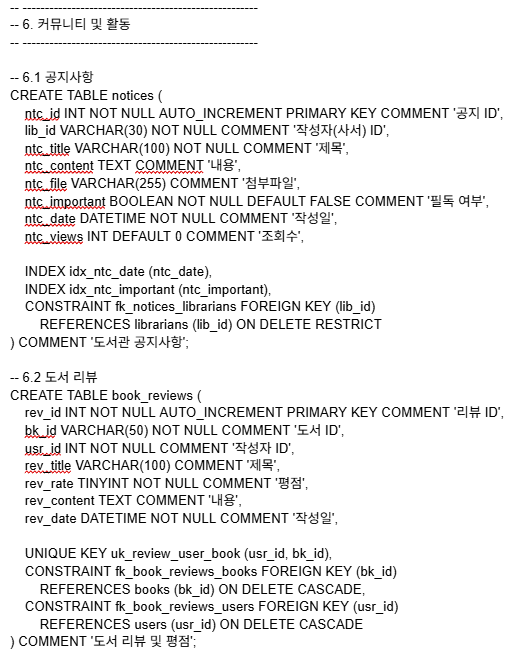 -- -----------------------------------------------------
-- 6. 커뮤니티 및 활동
-- -----------------------------------------------------
-- 6.1 공지사항
CREATE TABLE notices (
ntc_id INT NOT NULL AUTO_INCREMENT PRIMARY KEY COMMENT '공지 ID',
lib_id VARCHAR(30) NOT NULL COMMENT '작성자(사서) ID',
ntc_title VARCHAR(100) NOT NULL COMMENT '제목',
ntc_content TEXT COMMENT '내용',
ntc_file VARCHAR(255) COMMENT '첨부파일',
ntc_important BOOLEAN NOT NULL DEFAULT FALSE COMMENT '필독 여부',
ntc_date DATETIME NOT NULL COMMENT '작성일',
ntc_views INT DEFAULT 0 COMMENT '조회수',
INDEX idx_ntc_date (ntc_date),
INDEX idx_ntc_important (ntc_important),
CONSTRAINT fk_notices_librarians FOREIGN KEY (lib_id)
REFERENCES librarians (lib_id) ON DELETE RESTRICT
) COMMENT '도서관 공지사항';
-- 6.2 도서 리뷰
CREATE TABLE book_reviews (
rev_id INT NOT NULL AUTO_INCREMENT PRIMARY KEY COMMENT '리뷰 ID',
bk_id VARCHAR(50) NOT NULL COMMENT '도서 ID',
usr_id INT NOT NULL COMMENT '작성자 ID',
rev_title VARCHAR(100) COMMENT '제목',
rev_rate TINYINT NOT NULL COMMENT '평점',
rev_content TEXT COMMENT '내용',
rev_date DATETIME NOT NULL COMMENT '작성일',
UNIQUE KEY uk_review_user_book (usr_id, bk_id),
CONSTRAINT fk_book_reviews_books FOREIGN KEY (bk_id)
REFERENCES books (bk_id) ON DELETE CASCADE,
CONSTRAINT fk_book_reviews_users FOREIGN KEY (usr_id)
REFERENCES users (usr_id) ON DELETE CASCADE
) COMMENT '도서 리뷰 및 평점';